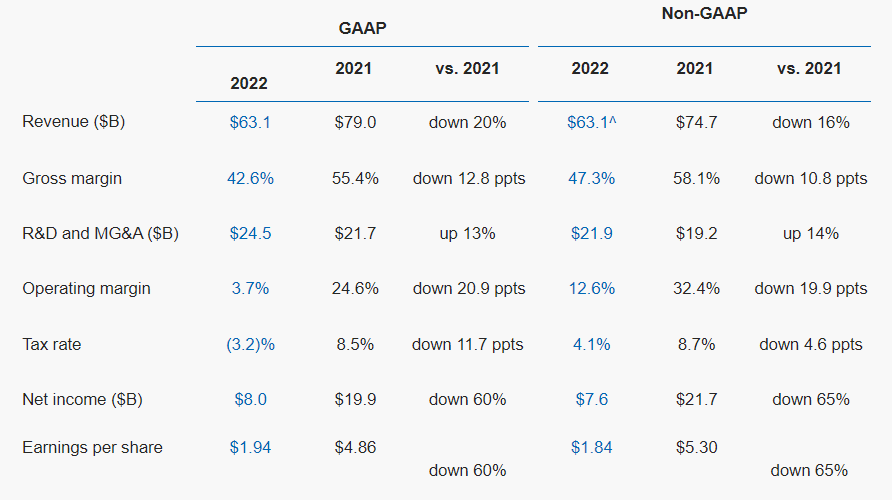 GAAP Non-GAAP
2022 2021 vs. 2021 2022 2021 vs. 2021
Revenue ($B) $63.1 $79.0 down 20% $63.1^ $74.7 down 16%
Gross margin 42.6% 55.4% down 12.8 ppts 47.3% 58.1% down 10.8 ppts
R&D and MG&A ($B) $24.5 $21.7 up 13% $21.9 $19.2 up 14%
Operating margin 3.7% 24.6% down 20.9 ppts 12.6% 32.4% down 19.9 ppts
Tax rate (3.2)% 8.5% down 11.7 ppts 4.1% 8.7% down 4.6 ppts
Net income ($B) $8.0 $19.9 down 60% $7.6 $21.7 down 65%
Earnings per share $1.94 $4.86 down 60% $1.84 $5.30 down 65%